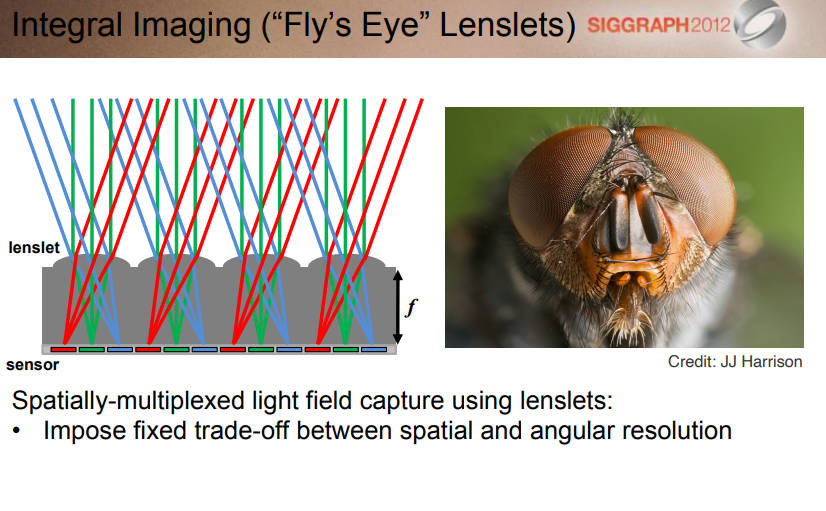 Integral Imaging (“Fly’s Eye” Lenslets)
SIGGRAPH2012
lenslet
f
sensor
Credit: JJ Harrison
Spatially-multiplexed light field capture using lenslets:
• Impose fixed trade-off between spatial and angular resolution